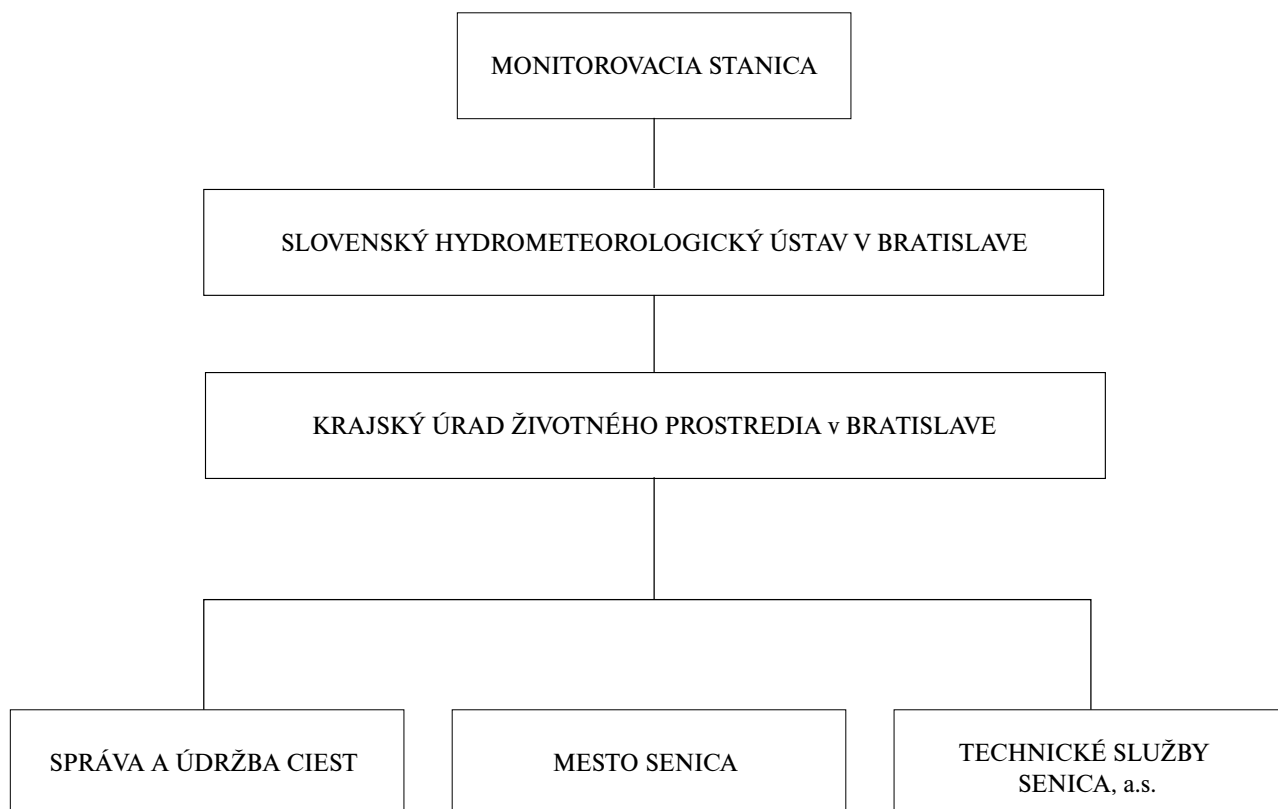 MONITOROVACIA STANICA
SLOVENSKÝ HYDROMETEOROLOGICKÝ ÚSTAV V BRATISLAVE
KRAJSKÝ ÚRAD ŽIVOTNÉHO PROSTREDIA v BRATISLAVE
SPRÁVA A ÚDRŽBA CIEST
MESTO SENICA
TECHNICKÉ SLUŽBY
SENICA, a.s.